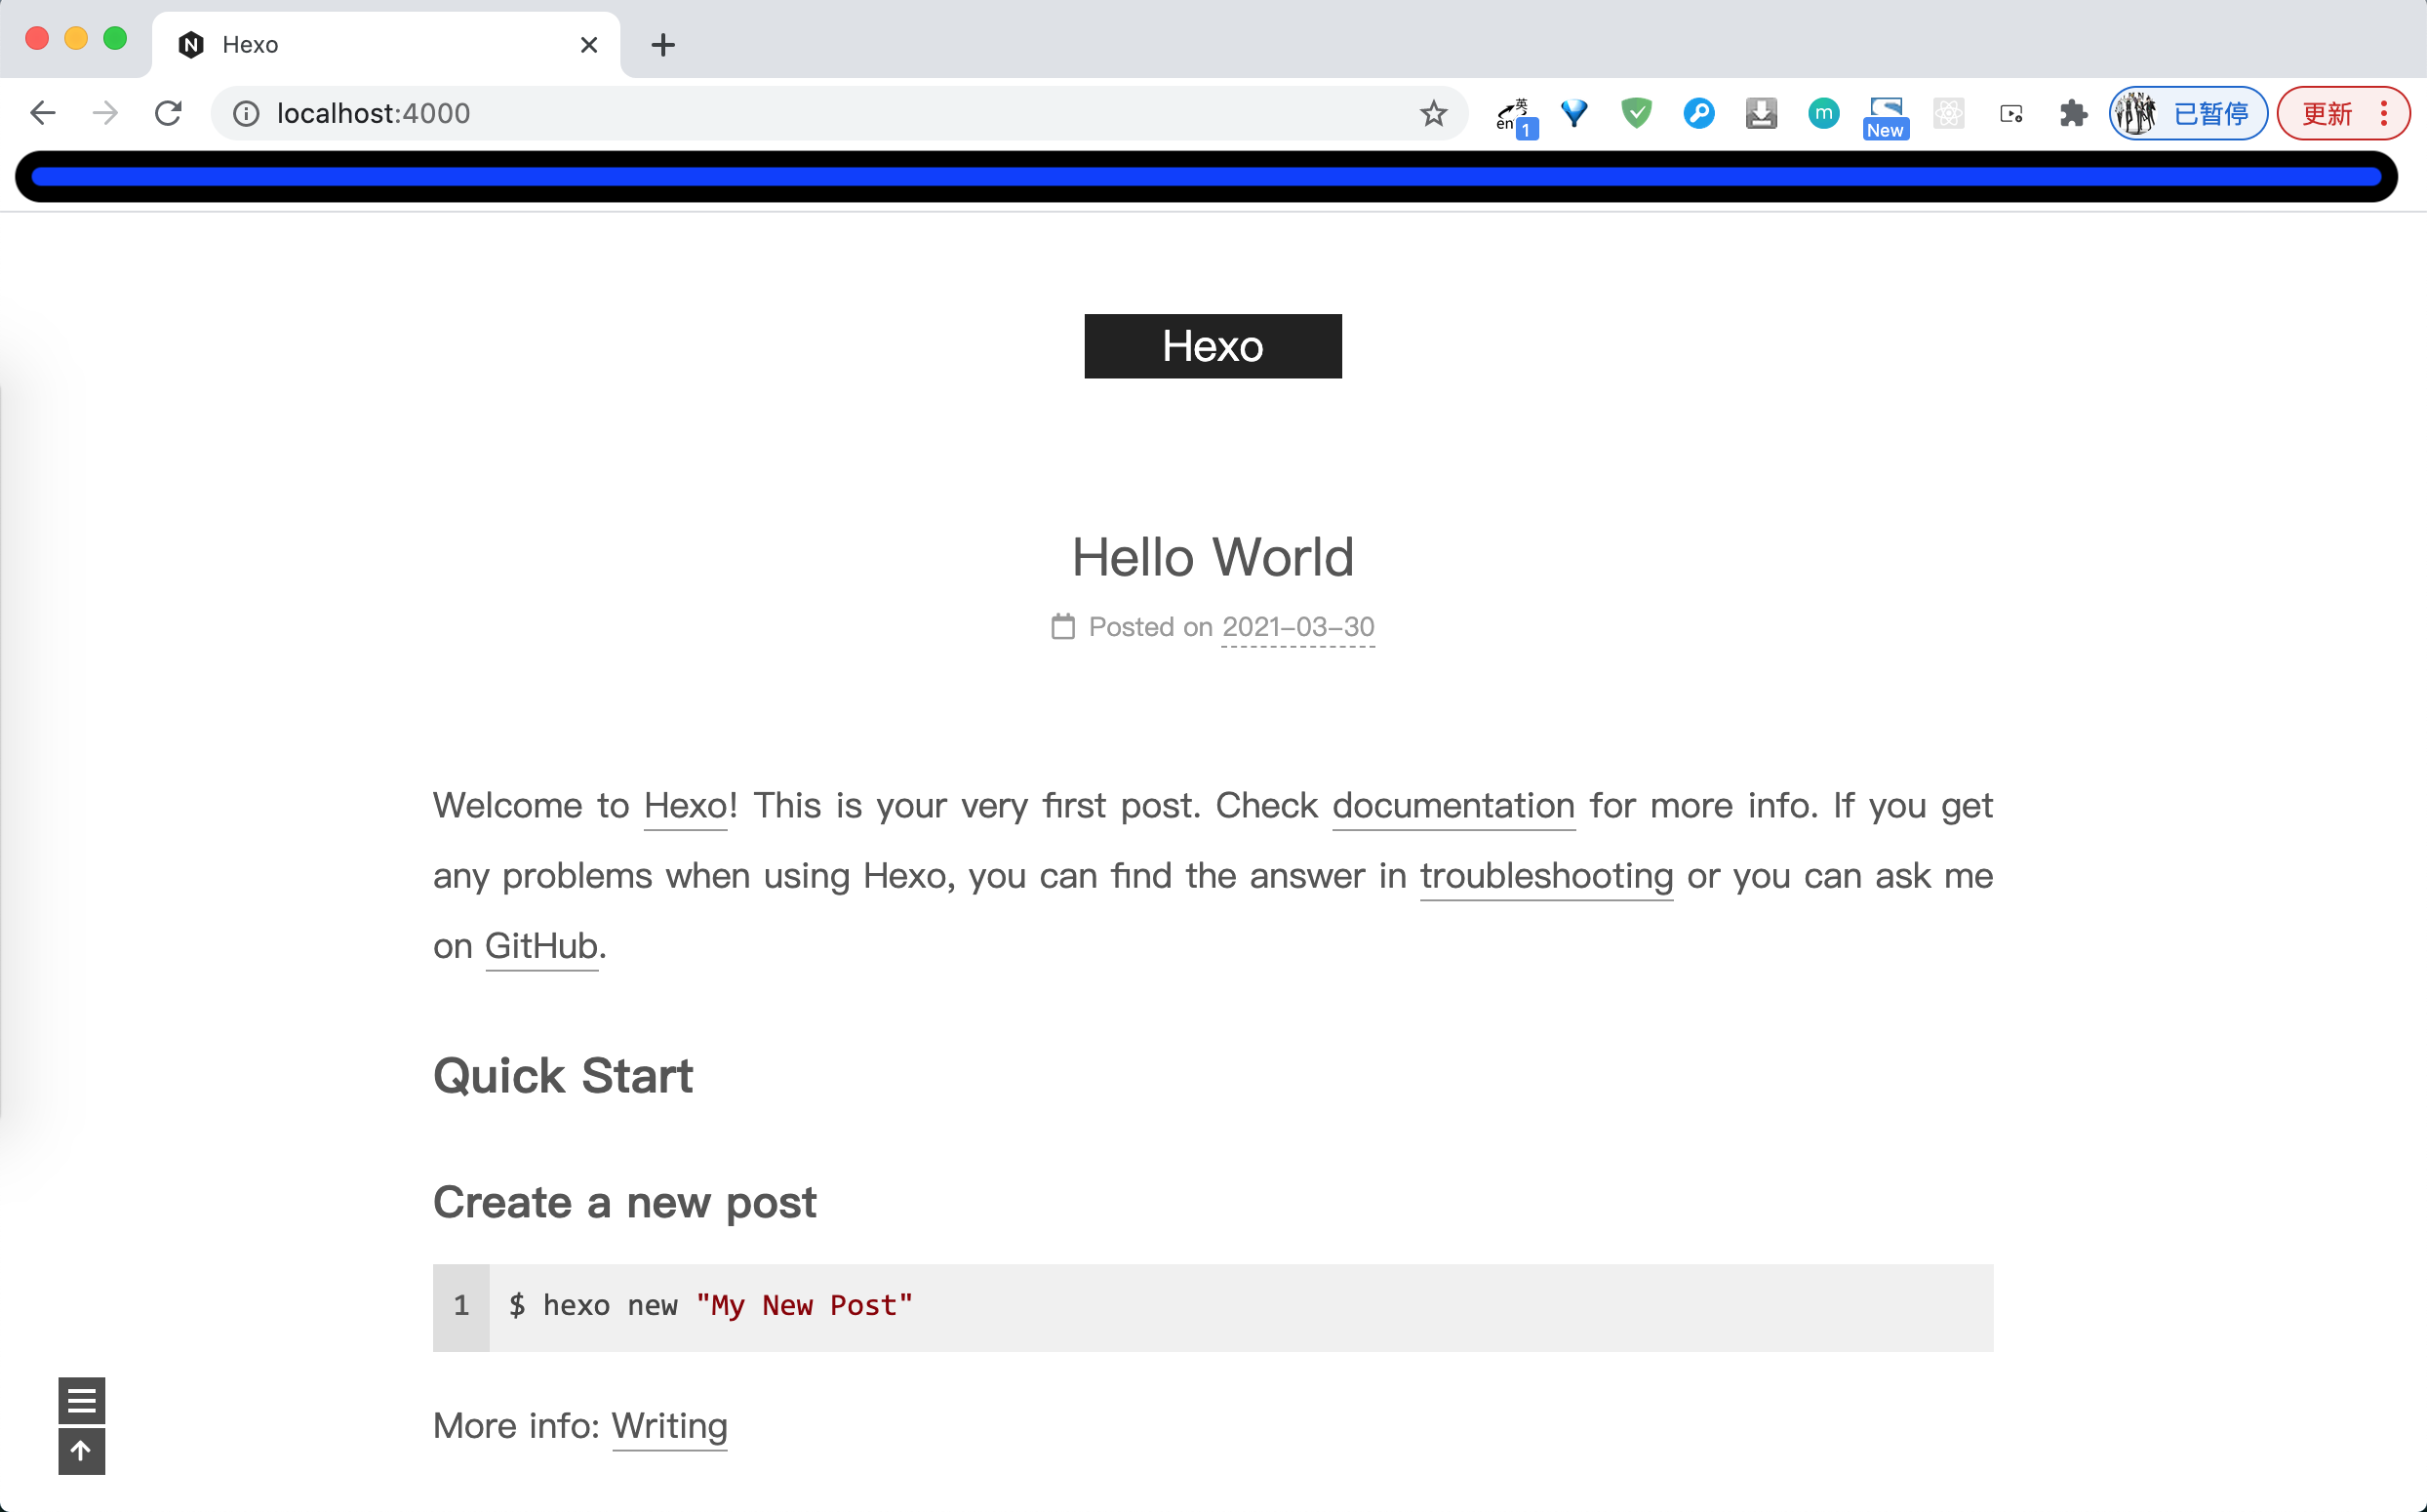 Hexo
localhost:4000
英
en
1
m
New
已暂停
更新
Hexo
Hello World
Posted on 2021-03-30
Welcome to Hexo! This is your very first post. Check documentation for more info. If you get
any problems when using Hexo, you can find the answer in troubleshooting or you can ask me
on GitHub.
Quick Start
Create a new post
1 $ hexo new "My New Post"
More info: Writing